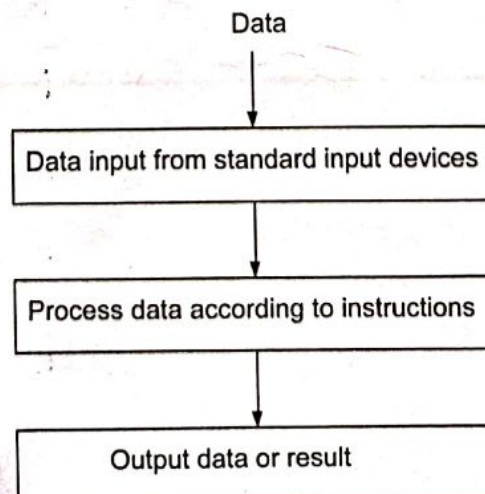 Data
Data input from standard input devices
Process data according to instructions
Output data or result